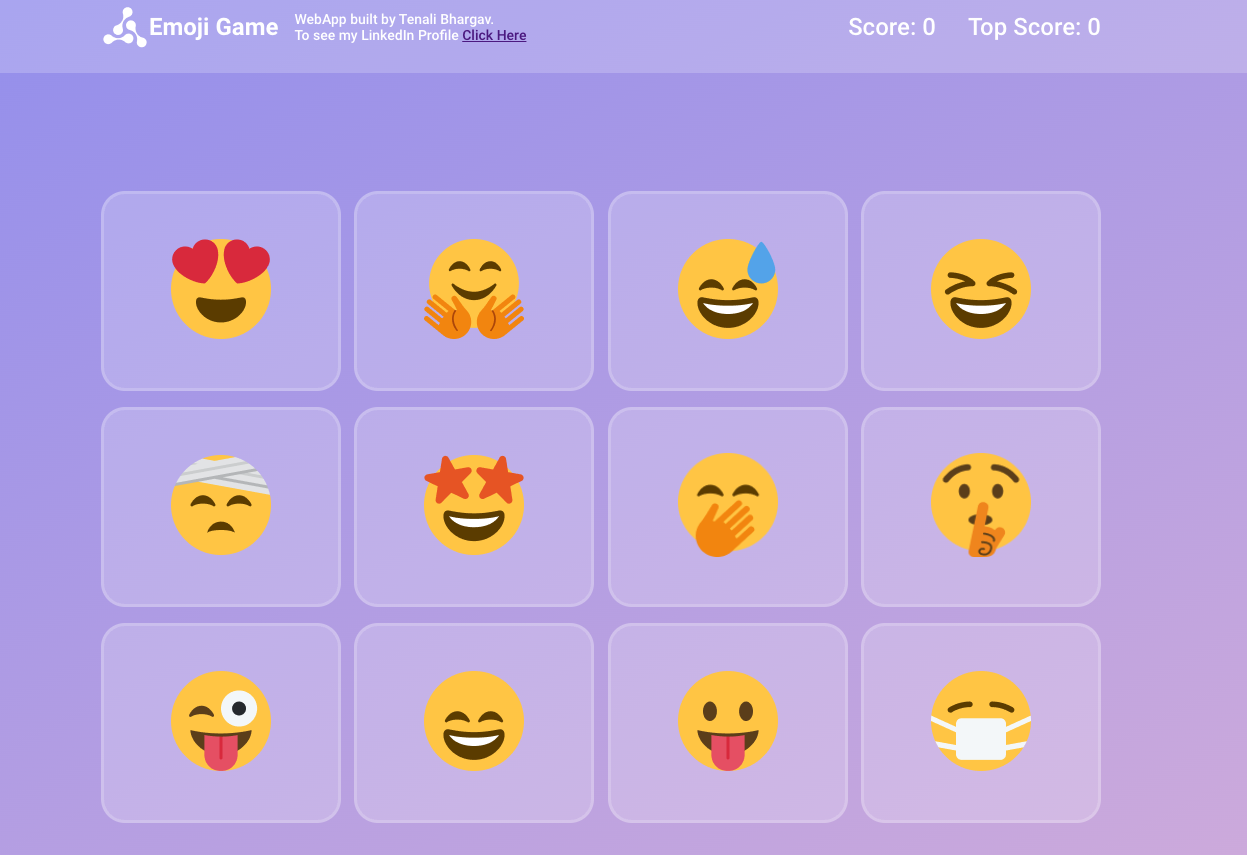 Emoji Game
WebApp built by Tenali Bhargav.
To see my LinkedIn Profile Click Here
Score: 0
Top Score: 0